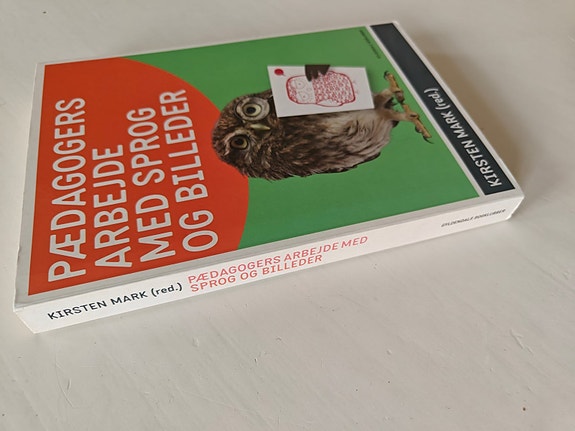 PÆDAGOGERS
ARBEJDE
MED SPROG
OG BILLEDER
KIRSTEN MARK (red.)
KIRSTEN MARK (red.)
PÆDAGOGERS ARBEJDE MED
SPROG OG BILLEDER
GYLDENDALS BOGKLUBBER